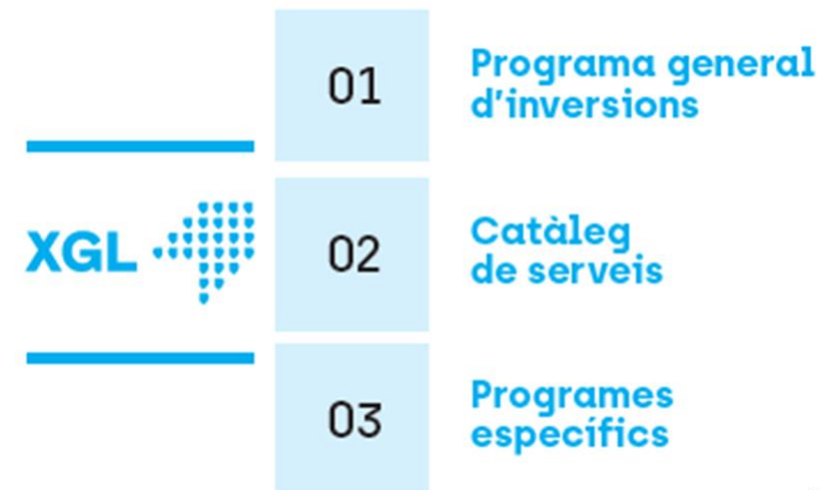 XGL
01
Programa general
d'inversions
02
Catàleg
de serveis
03
Programes
específics